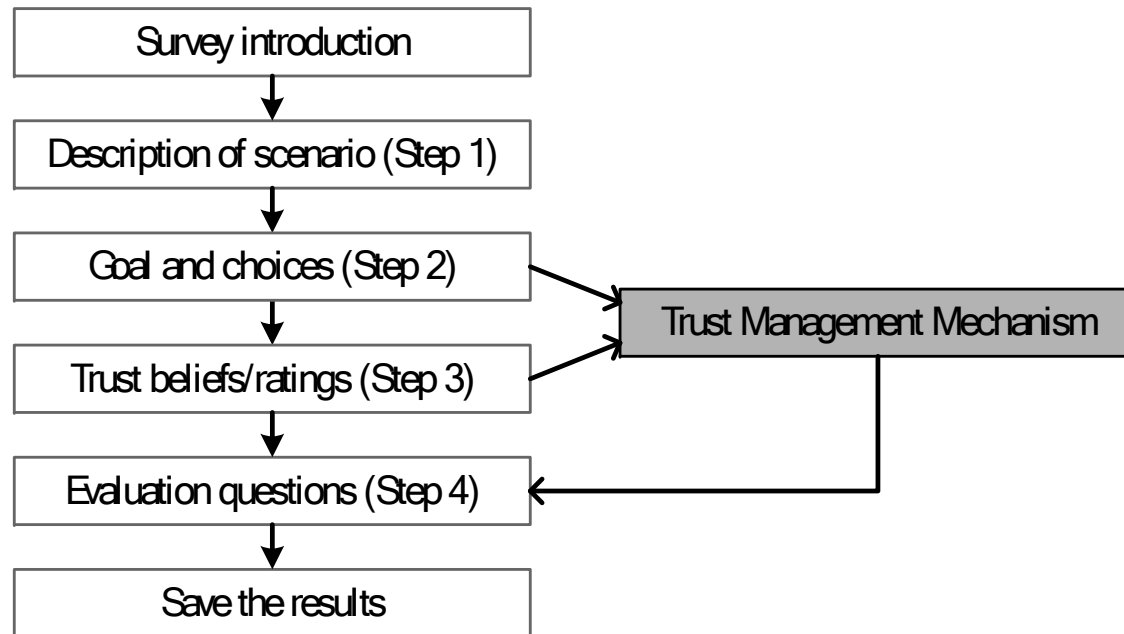 Survey introduction
Description of scenario (Step 1)
Goal and choices (Step 2)
Trust Management Mechanism
Trust beliefs/ratings (Step 3)
Evaluation questions (Step 4)
Save the results